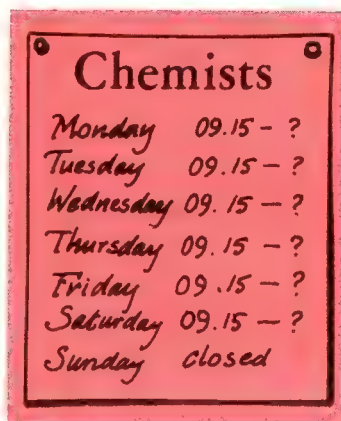 Chemists
Monday 09.15 – ?
Tuesday 09.15 – ?
Wednesday 09.15 – ?
Thursday 09.15 – ?
Friday 09.15 – ?
Saturday 09.15 – ?
Sunday closed